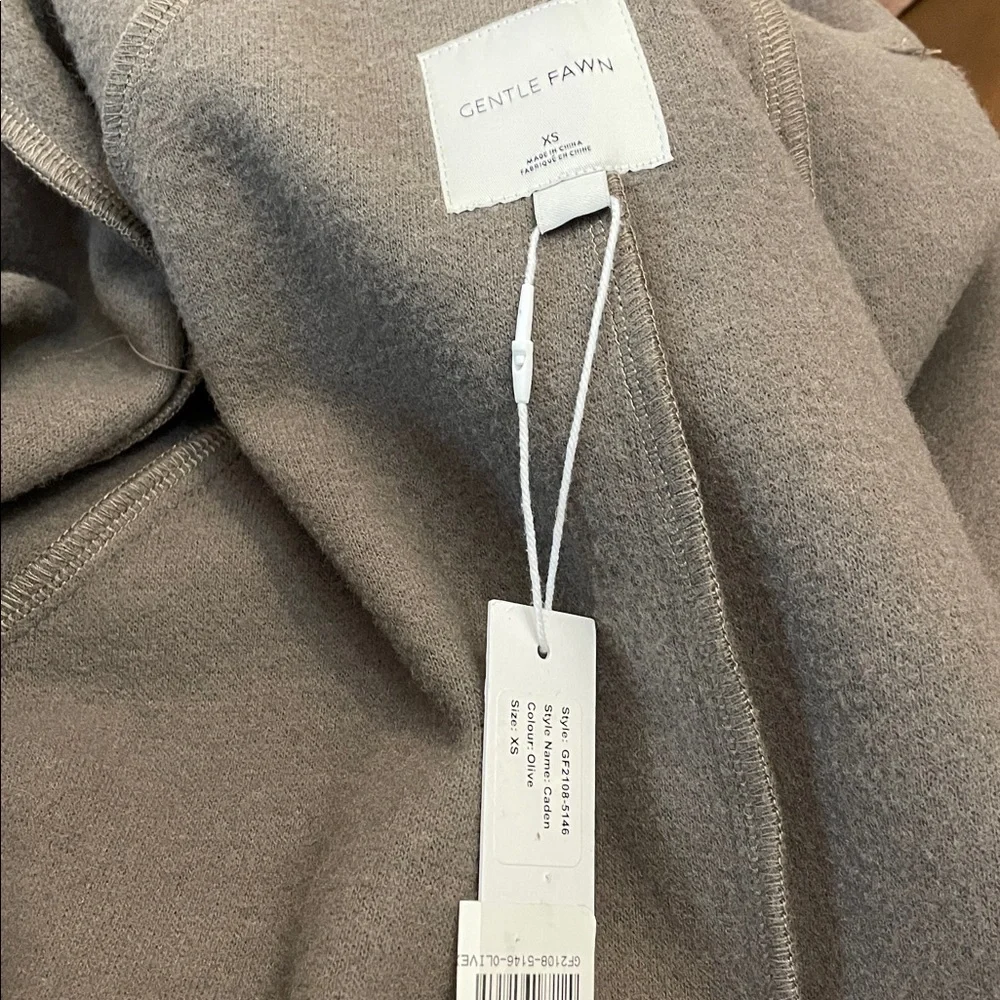 GENTLE FAWN
XS
MADE IN CHINA
FABRIQUÉ EN CHINE
Style: GF2108-5146
Style Name: Caden
Colour: Olive
Size: XS
GF2108-5146-OLIVE